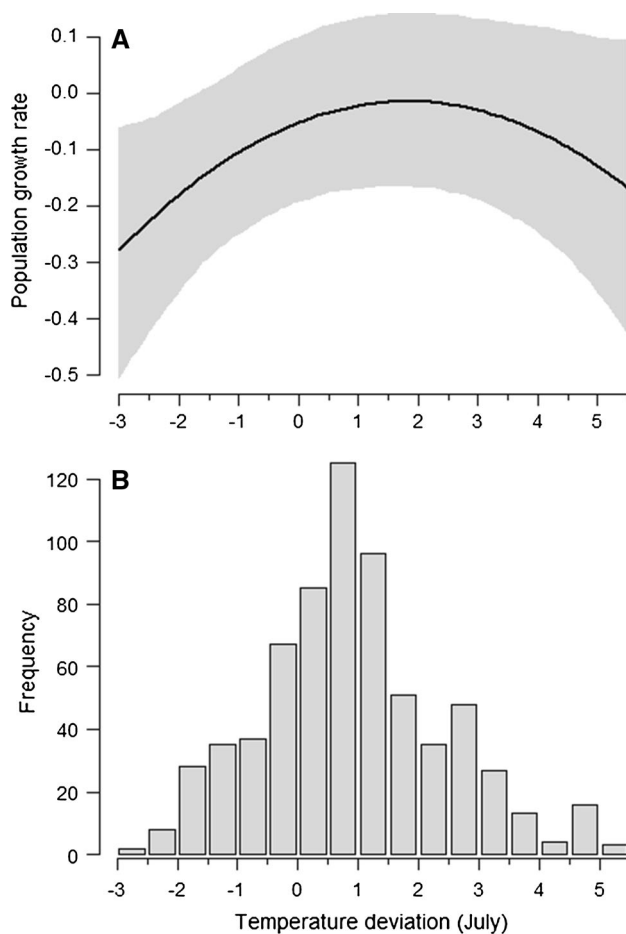 A
0.1
0.0
-0.1
-0.2
-0.3
-0.4
-0.5
Population growth rate
-3 -2 -1 0 1 2 3 4 5
B
120
100
80
60
40
20
0
Frequency
-3 -2 -1 0 1 2 3 4 5
Temperature deviation (July)